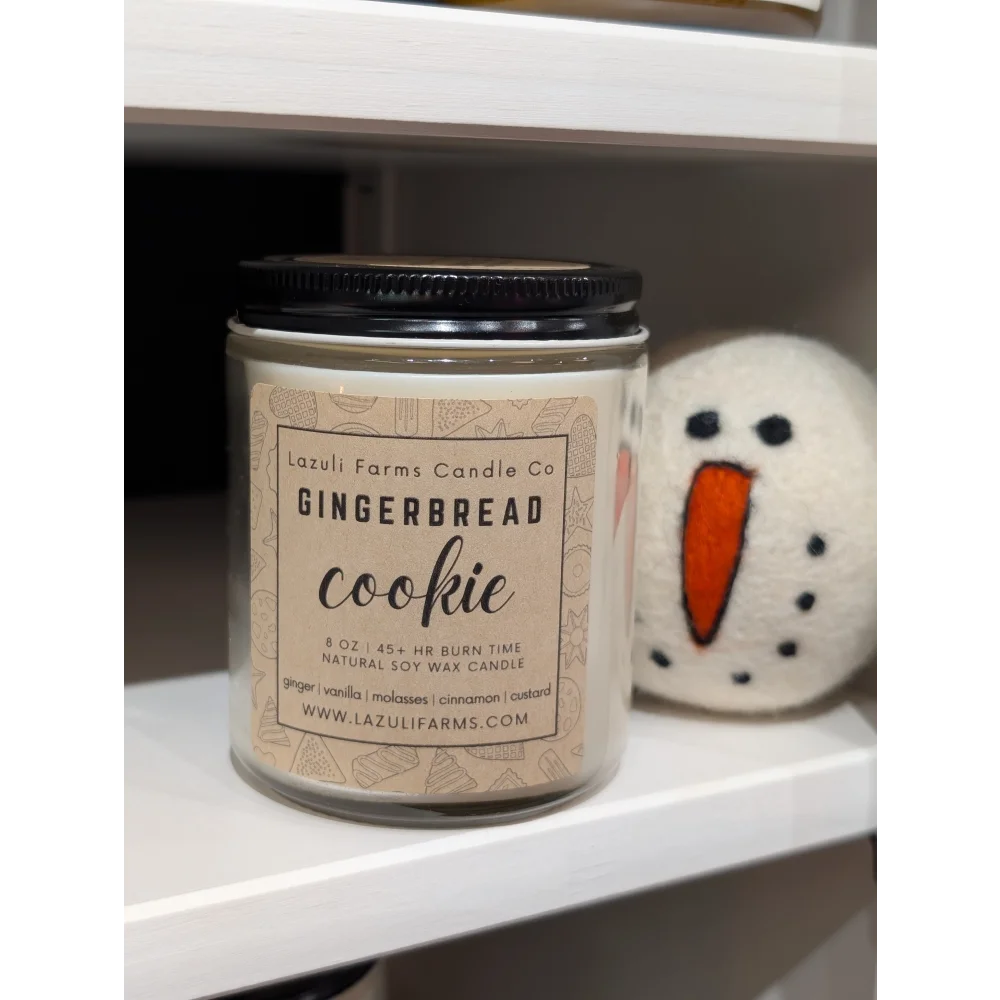 Lazuli Farms Candle Co
GINGERBREAD
cookie
8 OZ | 45+ HR BURN TIME
NATURAL SOY WAX CANDLE
ginger | vanilla | molasses | cinnamon | custard
WWW.LAZULIFARMS.COM